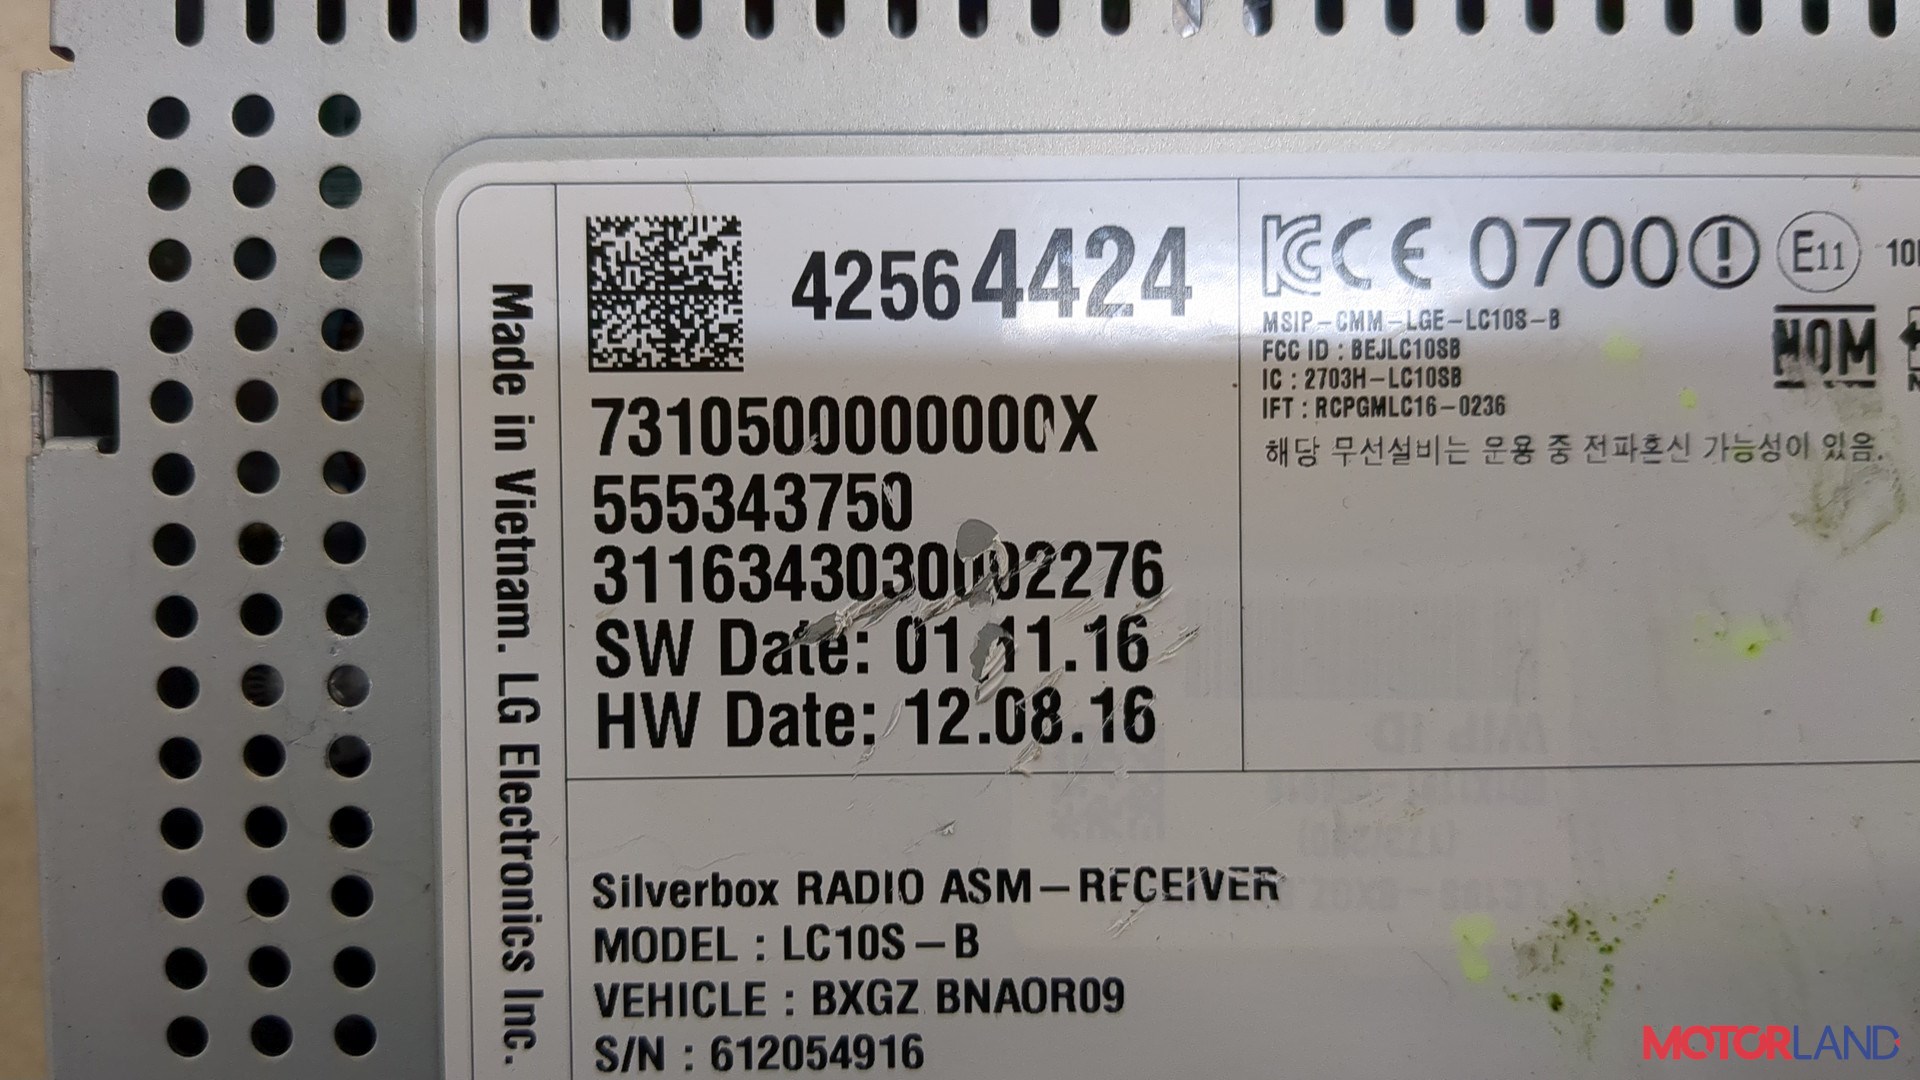 Made in Vietnam. LG Electronics Inc.
42564424
7310500000000X
555343750
3116343030002276
SW Date: 01.11.16
HW Date: 12.08.16
CE 0700 E11 10
MSIP-CMM-LGE-LC10S-B
FCC ID : BEJLC10SB
IC : 2703H-LC10SB
IFT : RCPGMLC16-0236
NOM
해당 무선설비는 운용 중 전파혼신 가능성이 있음.
Silverbox RADIO ASM-RECEIVER
MODEL : LC10S-B
VEHICLE : BXGZ BNAOR09
S/N : 612054916
MOTORLAND